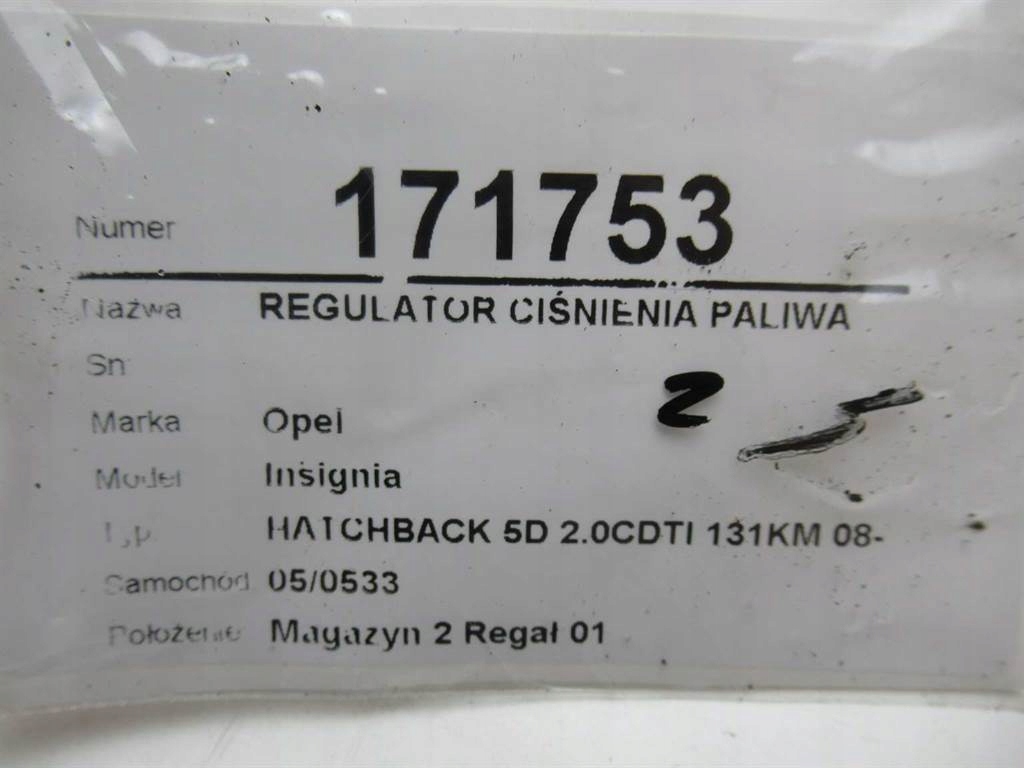 Numer 171753
Nazwa REGULATOR CIŚNIENIA PALIWA
Sn
2
Marka Opel
Model Insignia
Typ HATCHBACK 5D 2.0CDTI 131KM 08-
Samochód 05/0533
Położenie Magazyn 2 Regał 01